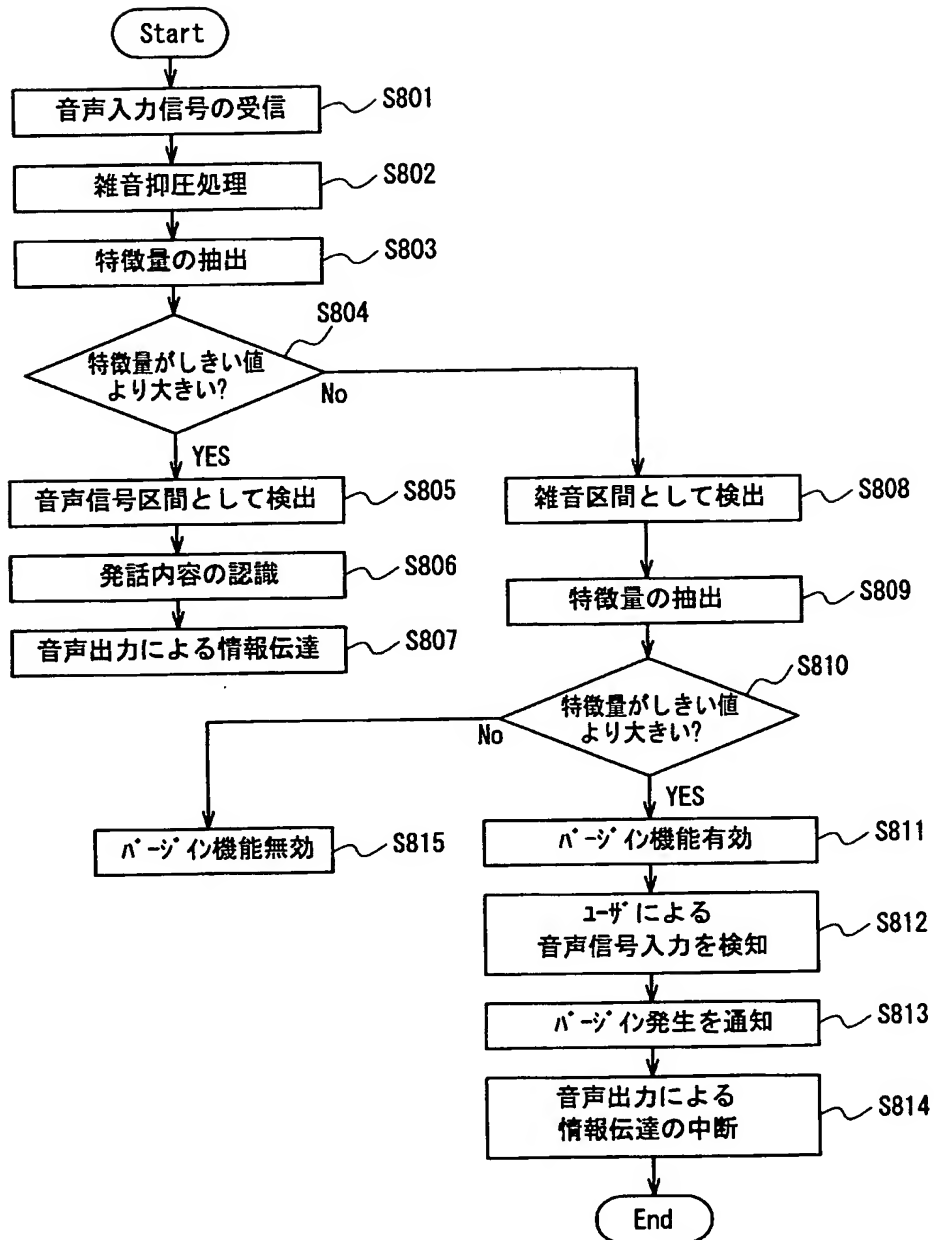 Start
音声入力信号の受信
S801
雑音抑圧処理
S802
特徴量の抽出
S803
S804
特徴量がしきい値
より大きい?
No
YES
音声信号区間として検出
S805
発話内容の認識
S806
音声出力による情報伝達
S807
雑音区間として検出
S808
特徴量の抽出
S809
S810
特徴量がしきい値
より大きい?
No
YES
バージイン機能無効
S815
バージイン機能有効
S811
ユーザによる
音声信号入力を検知
S812
バージイン発生を通知
S813
音声出力による
情報伝達の中断
S814
End